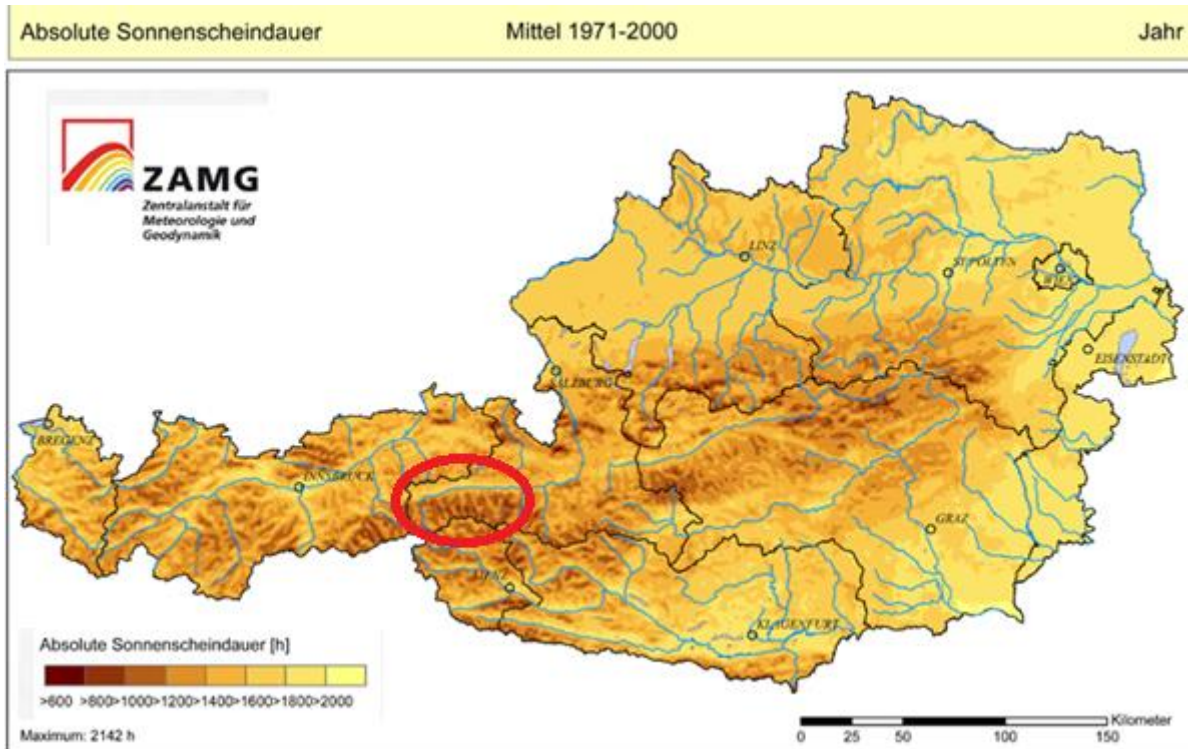 Absolute Sonnenscheindauer Mittel 1971-2000 Jahr
ZAMG
Zentralanstalt für
Meteorologie und
Geodynamik
LINZ
ST.PÖLTEN
WIEN
EISENSTADT
SALZBURG
BREGENZ
INNSBRUCK
GRAZ
LIENZ
KLAGENFURT
Absolute Sonnenscheindauer [h]
>600 >800>1000>1200>1400>1600>1800>2000
Maximum: 2142 h
Kilometer
0 25 50 100 150